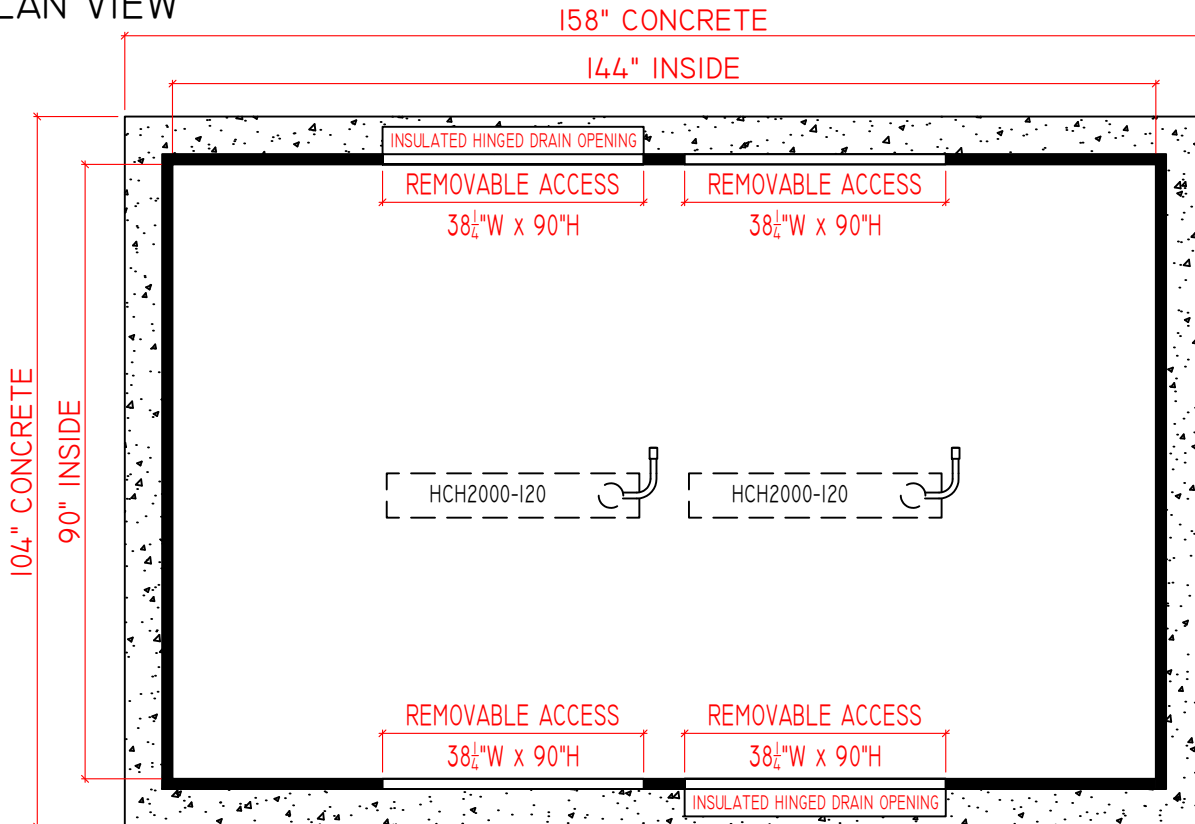 LAN VIEW
158" CONCRETE
144" INSIDE
INSULATED HINGED DRAIN OPENING
REMOVABLE ACCESS
38¼"W X 90"H
REMOVABLE ACCESS
38¼"W X 90"H
104" CONCRETE
90" INSIDE
HCH2000-120
HCH2000-120
REMOVABLE ACCESS
38¼"W X 90"H
REMOVABLE ACCESS
38¼"W X 90"H
INSULATED HINGED DRAIN OPENING